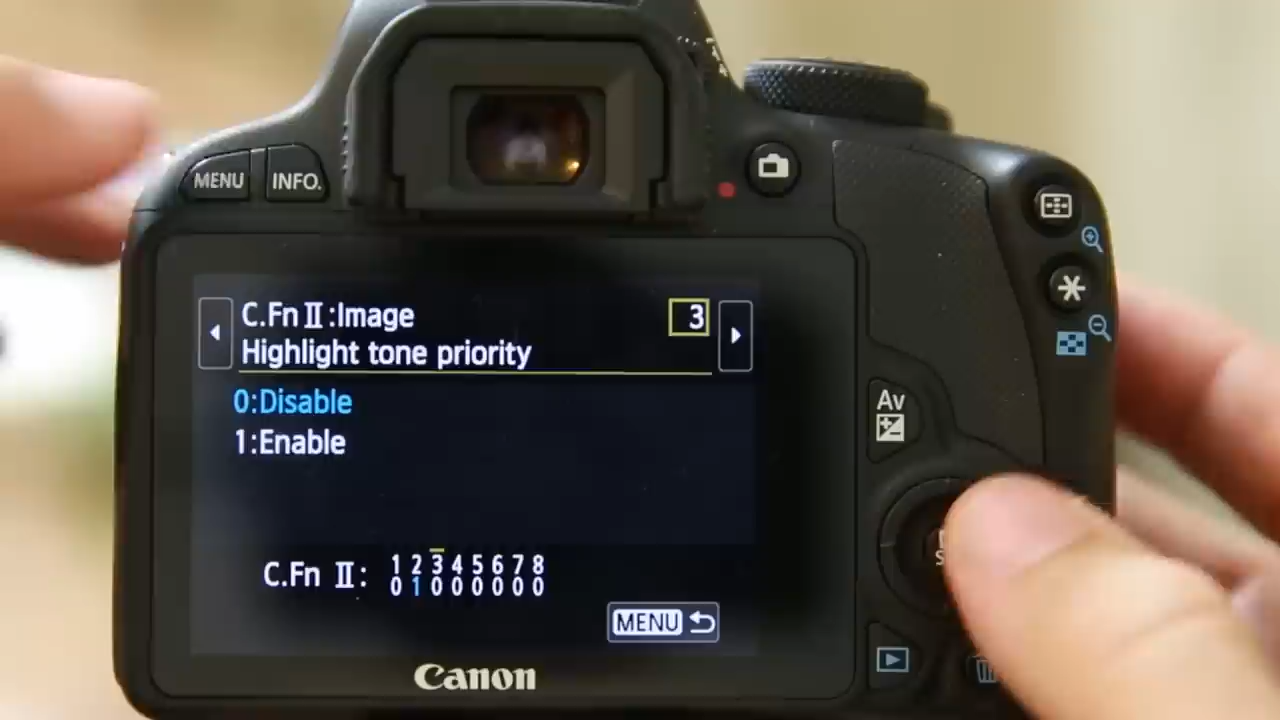 MENU INFO.
C.Fn II:Image 3
Highlight tone priority
0:Disable
1:Enable
Av
C.Fn II: 1 2 3 4 5 6 7 8
0 1 0 0 0 0 0 0
MENU
Canon